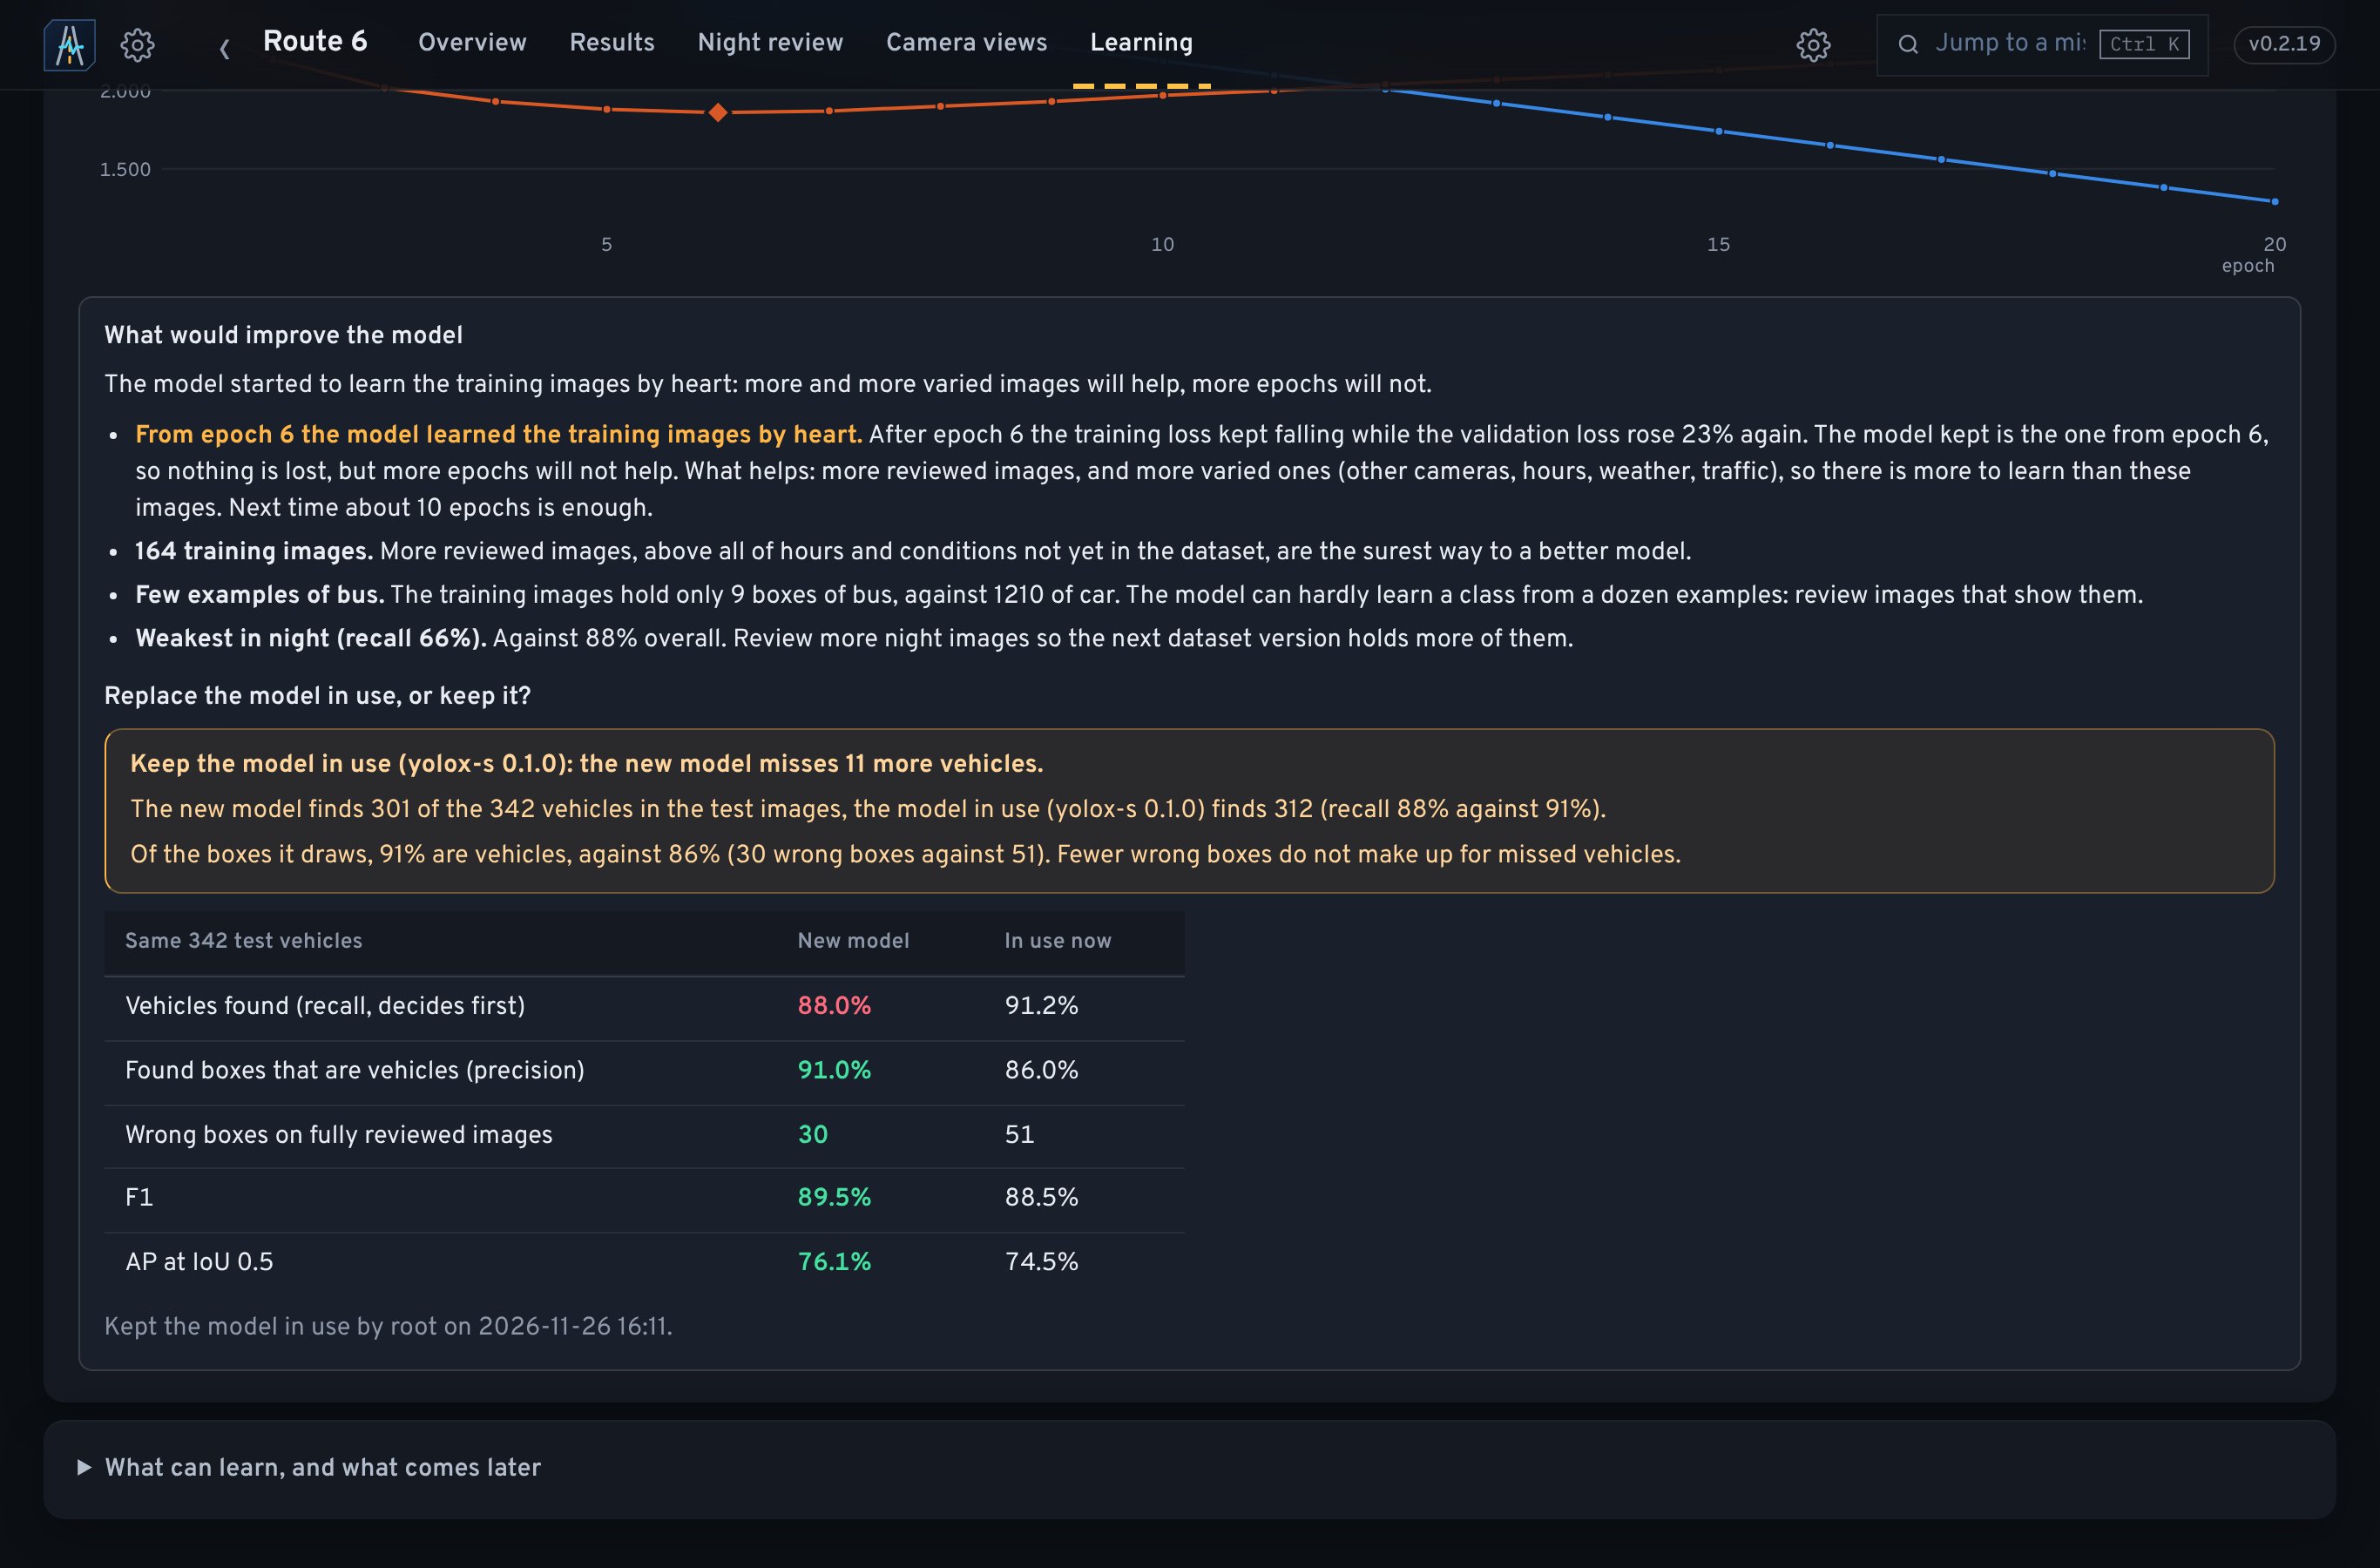 Route 6
Overview
Results
Night review
Camera views
Learning
Ctrl K
v0.2.19
2.000
1.500
5
10
15
20
epoch
What would improve the model
The model started to learn the training images by heart: more and more varied images will help, more epochs will not.
• From epoch 6 the model learned the training images by heart. After epoch 6 the training loss kept falling while the validation loss rose 23% again. The model kept is the one from epoch 6,
so nothing is lost, but more epochs will not help. What helps: more reviewed images, and more varied ones (other cameras, hours, weather, traffic), so there is more to learn than these
images. Next time about 10 epochs is enough.
• 164 training images. More reviewed images, above all of hours and conditions not yet in the dataset, are the surest way to a better model.
• Few examples of bus. The training images hold only 9 boxes of bus, against 1210 of car. The model can hardly learn a class from a dozen examples: review images that show them.
• Weakest in night (recall 66%). Against 88% overall. Review more night images so the next dataset version holds more of them.
Replace the model in use, or keep it?
Keep the model in use (yolox-s 0.1.0): the new model misses 11 more vehicles.
The new model finds 301 of the 342 vehicles in the test images, the model in use (yolox-s 0.1.0) finds 312 (recall 88% against 91%).
Of the boxes it draws, 91% are vehicles, against 86% (30 wrong boxes against 51). Fewer wrong boxes do not make up for missed vehicles.
Same 342 test vehicles New model In use now
Vehicles found (recall, decides first) 88.0% 91.2%
Found boxes that are vehicles (precision) 91.0% 86.0%
Wrong boxes on fully reviewed images 30 51
F1 89.5% 88.5%
AP at IoU 0.5 76.1% 74.5%
Kept the model in use by root on 2026-11-26 16:11.
What can learn, and what comes later